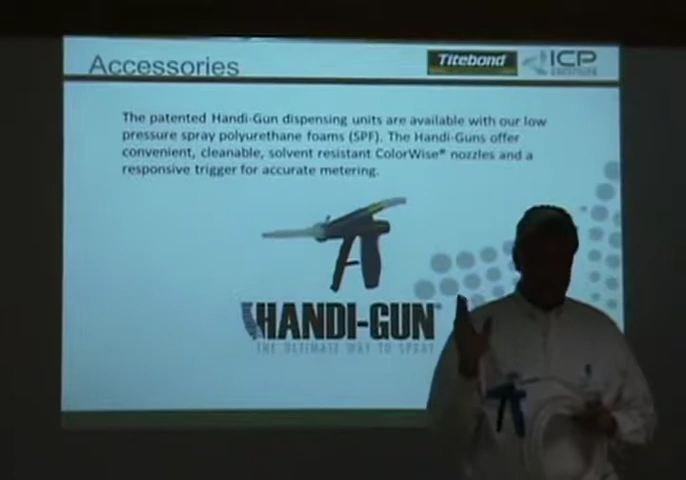 Accessories
Titebond
ICP
The patented Handi-Gun dispensing units are available with our low
pressure spray polyurethane foams (SPF). The Handi-Guns offer
convenient, cleanable, solvent resistant ColorWise® nozzles and a
responsive trigger for accurate metering.
HANDI-GUN®
THE ULTIMATE WAY TO SPRAY